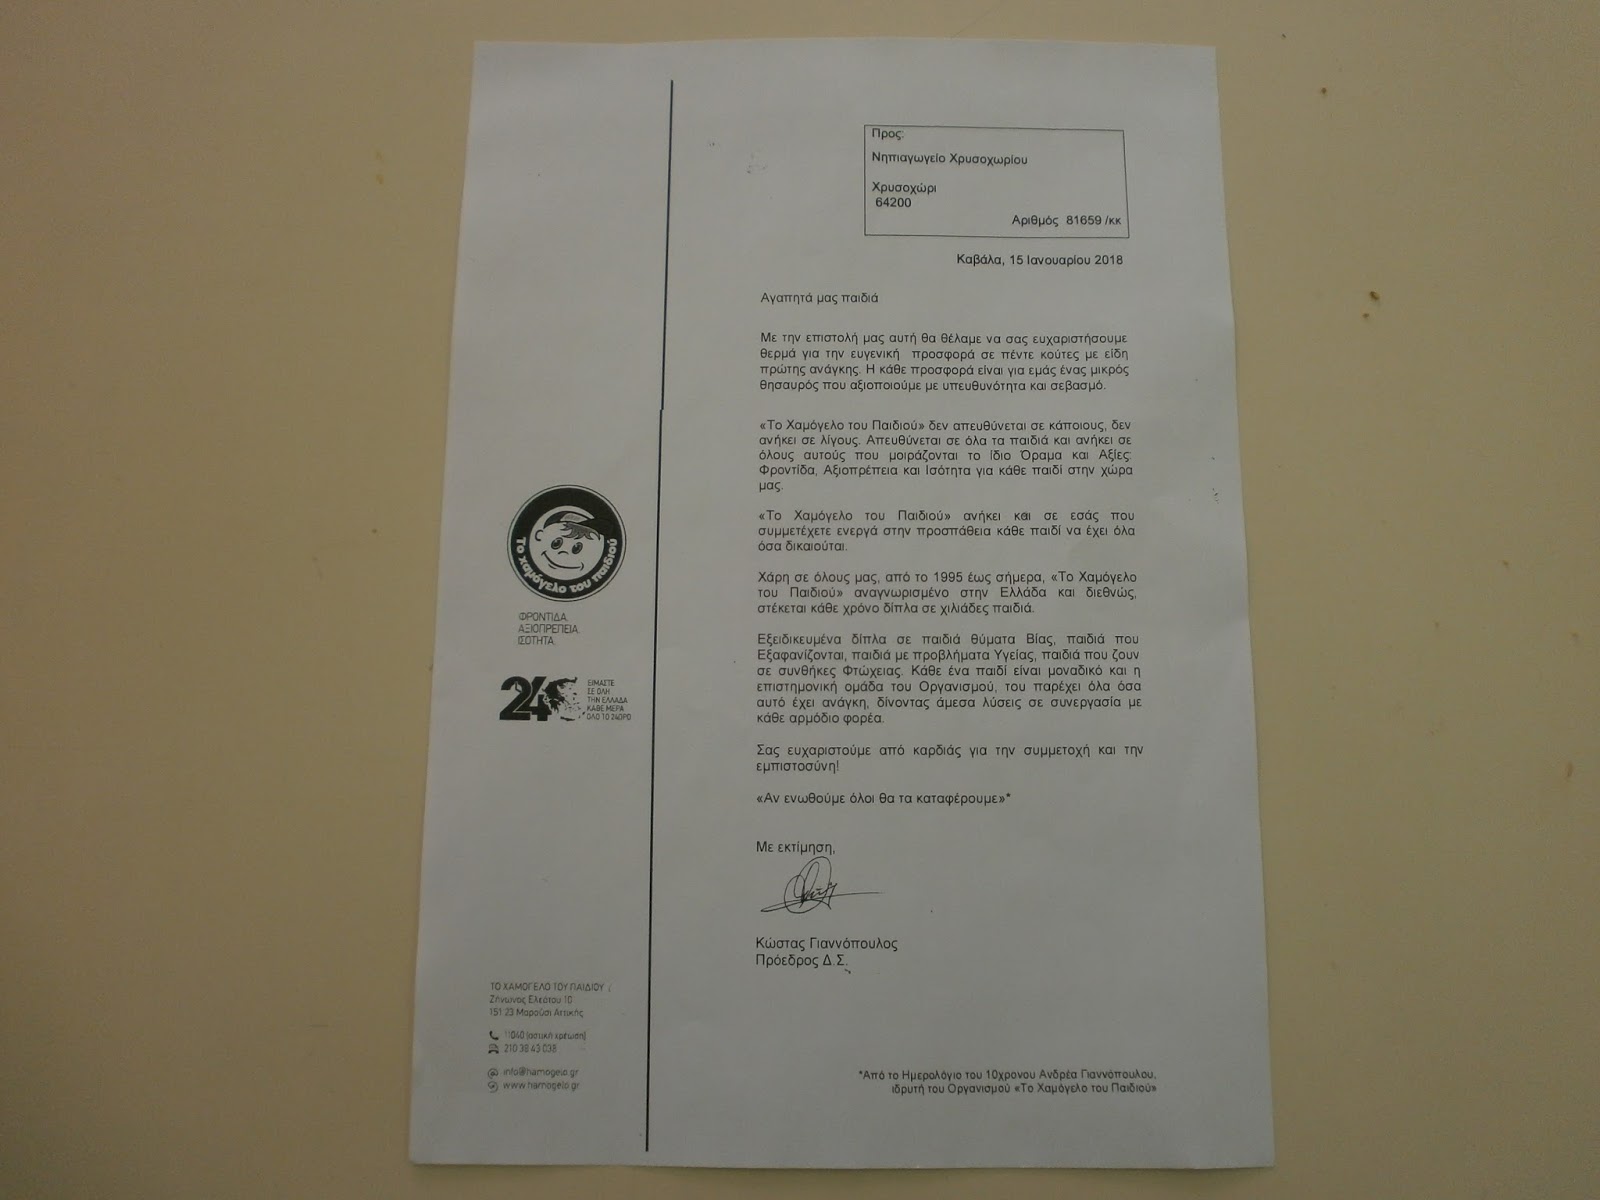 Προς:
Νηπιαγωγείο Χρυσοχωρίου
Χρυσοχώρι
64200
Αριθμός 81659 /κκ
Καβάλα, 15 Ιανουαρίου 2018
Αγαπητά μας παιδιά
Με την επιστολή μας αυτή θα θέλαμε να σας ευχαριστήσουμε
θερμά για την ευγενική προσφορά σε πέντε κούτες με είδη
πρώτης ανάγκης. Η κάθε προσφορά είναι για εμάς ένας μικρός
θησαυρός που αξιοποιούμε με υπευθυνότητα και σεβασμό.
«Το Χαμόγελο του Παιδιού» δεν απευθύνεται σε κάποιους, δεν
ανήκει σε λίγους. Απευθύνεται σε όλα τα παιδιά και ανήκει σε
όλους αυτούς που μοιράζονται το ίδιο Όραμα και Αξίες:
Φροντίδα, Αξιοπρέπεια και Ισότητα για κάθε παιδί στην χώρα
μας.
«Το Χαμόγελο του Παιδιού» ανήκει και σε εσάς που
συμμετέχετε ενεργά στην προσπάθεια κάθε παιδί να έχει όλα
όσα δικαιούται.
Χάρη σε όλους μας, από το 1995 έως σήμερα, «Το Χαμόγελο
του Παιδιού» αναγνωρισμένο στην Ελλάδα και διεθνώς,
στέκεται κάθε χρόνο δίπλα σε χιλιάδες παιδιά.
Εξειδικευμένα δίπλα σε παιδιά θύματα Βίας, παιδιά που
Εξαφανίζονται, παιδιά με προβλήματα Υγείας, παιδιά που ζουν
σε συνθήκες Φτώχειας. Κάθε ένα παιδί είναι μοναδικό και η
επιστημονική ομάδα του Οργανισμού, του παρέχει όλα όσα
αυτό έχει ανάγκη, δίνοντας άμεσα λύσεις σε συνεργασία με
κάθε αρμόδιο φορέα.
Σας ευχαριστούμε από καρδιάς για την συμμετοχή και την
εμπιστοσύνη!
«Αν ενωθούμε όλοι θα τα καταφέρουμε»*
Με εκτίμηση,
Κώστας Γιαννόπουλος
Πρόεδρος Δ.Σ.
*Από το Ημερολόγιο του 10χρονου Ανδρέα Γιαννόπουλου,
ιδρυτή του Οργανισμού «Το Χαμόγελο του Παιδιού»
Το χαμόγελο του παιδιού
ΦΡΟΝΤΙΔΑ.
ΑΞΙΟΠΡΕΠΕΙΑ.
ΙΣΟΤΗΤΑ.
24
ΕΙΜΑΣΤΕ
ΣΕ ΟΛΗ
ΤΗΝ ΕΛΛΑΔΑ
ΚΑΘΕ ΜΕΡΑ
ΟΛΟ ΤΟ 24ΩΡΟ
ΤΟ ΧΑΜΟΓΕΛΟ ΤΟΥ ΠΑΙΔΙΟΥ
Ζήνωνος Ελεάτου 10
151 23 Μαρούσι Αττικής
11040 (αστική χρέωση)
210 38 43 038
info@hamogelo.gr
www.hamogelo.gr